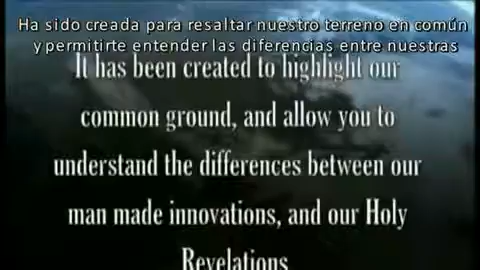 Ha sido creada para resaltar nuestro terreno en común
y permitirte entender las diferencias entre nuestras
It has been created to highlight our
common ground, and allow you to
understand the differences between our
man made innovations, and our Holy
Revelations